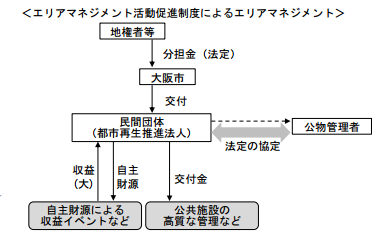 ＜エリアマネジメント活動促進制度によるエリアマネジメント＞
地権者等
分担金（法定）
大阪市
交付
民間団体
（都市再生推進法人）
公物管理者
法定の協定
収益
（大）
自主
財源
交付金
自主財源による
収益イベントなど
公共施設の
高質な管理など